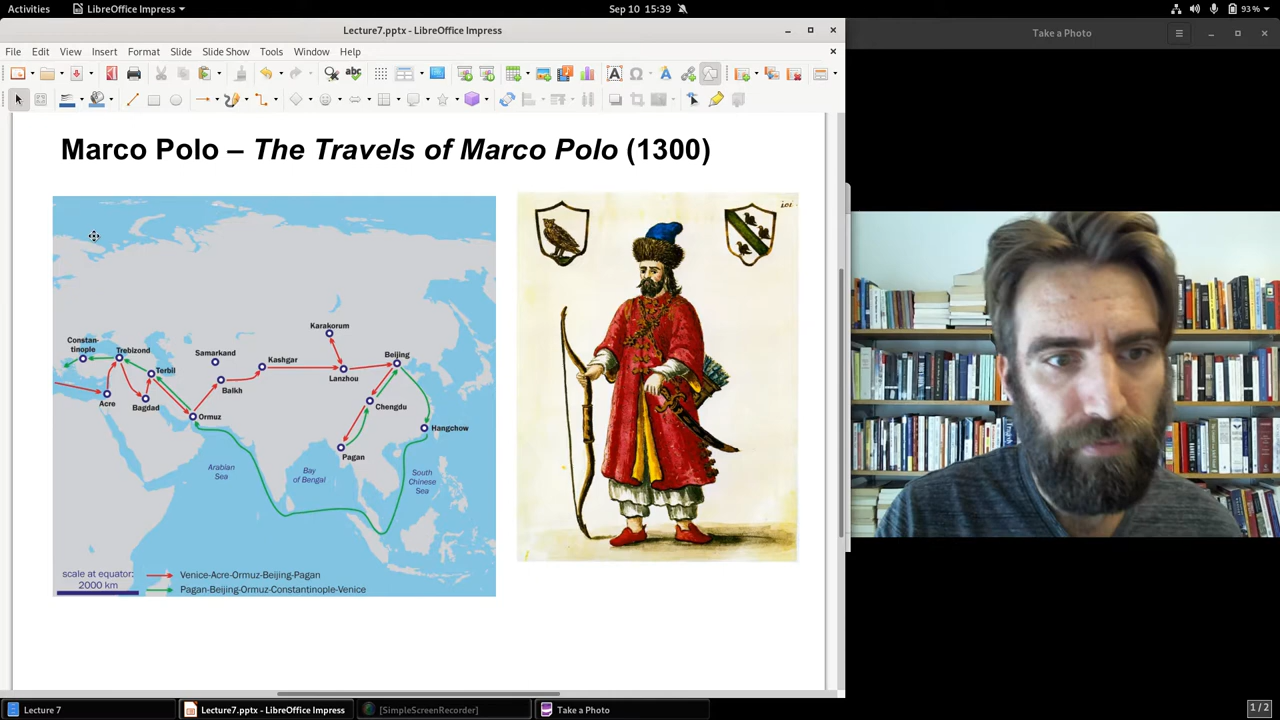 Activities LibreOffice Impress Sep 10 15:39 93 %
Lecture7.pptx - LibreOffice Impress
Take a Photo
File Edit View Insert Format Slide Slide Show Tools Window Help
Marco Polo – The Travels of Marco Polo (1300)
Karakorum
Constan-
tinople
Trebizond
Samarkand
Kashgar
Beijing
Terbil
Lanzhou
Balkh
Acre
Bagdad
Ormuz
Chengdu
Hangchow
Pagan
Arabian
Sea
Bay
of Bengal
South
Chinese
Sea
scale at equator:
2000 km
Venice-Acre-Ormuz-Beijing-Pagan
Pagan-Beijing-Ormuz-Constantinople-Venice
Lecture 7
Lecture7.pptx - LibreOffice Impress
[SimpleScreenRecorder]
Take a Photo
1 / 2